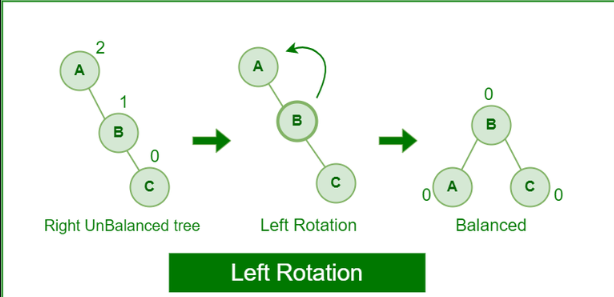 2
A
1
B
0
C
Right UnBalanced tree
A
B
C
Left Rotation
0
B
0 A
C 0
Balanced
Left Rotation